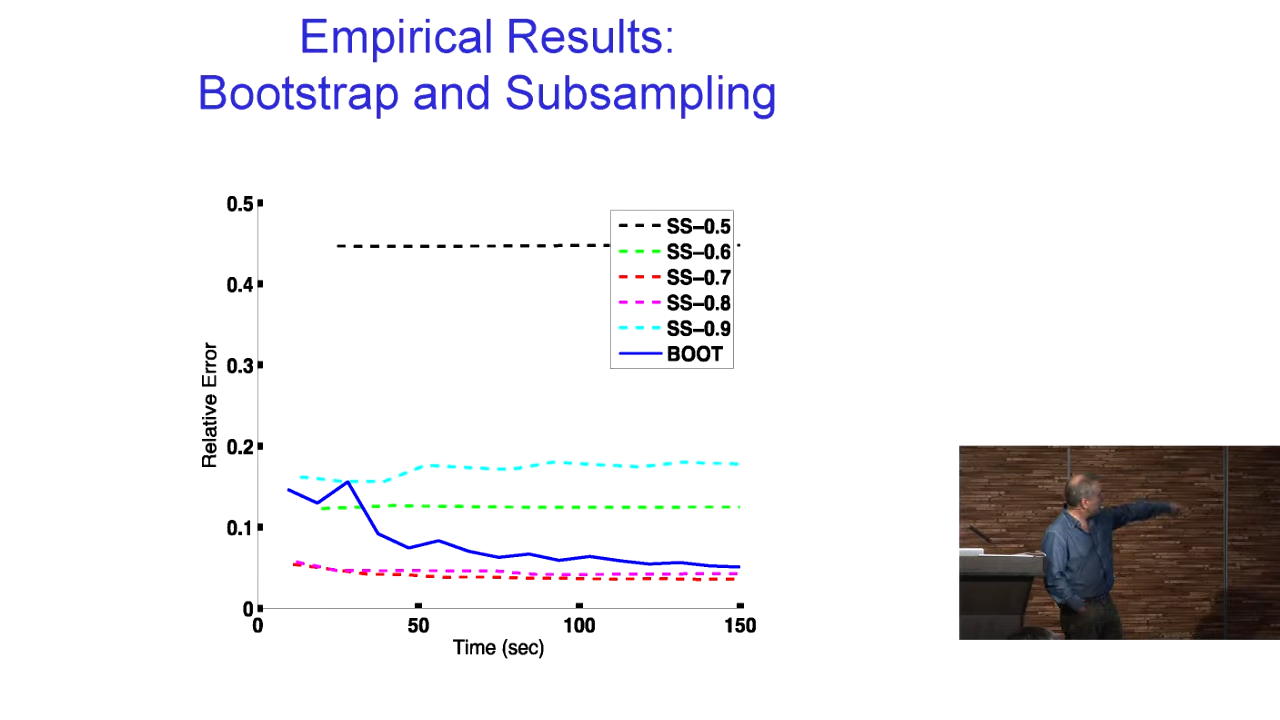 Empirical Results:
Bootstrap and Subsampling
0.5
0.4
0.3
0.2
0.1
0
Relative Error
SS–0.5
SS–0.6
SS–0.7
SS–0.8
SS–0.9
BOOT
0 50 100 150
Time (sec)